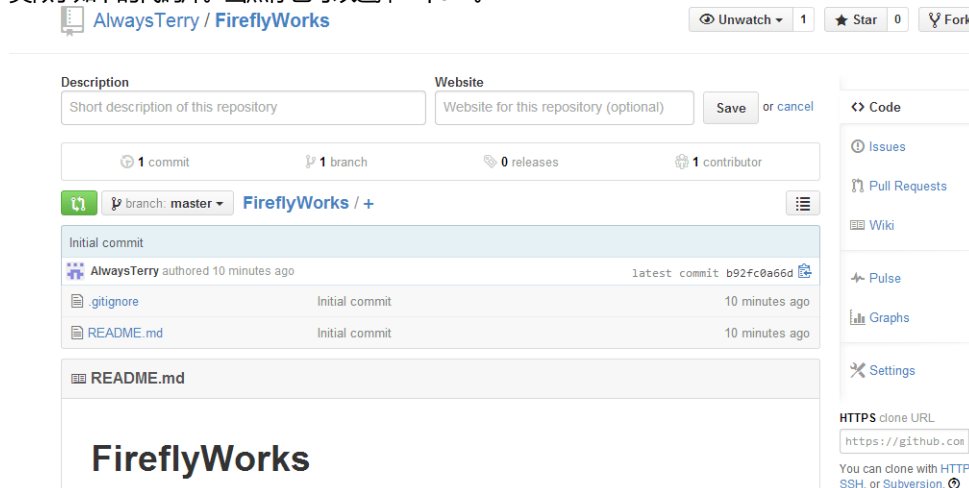 AlwaysTerry / FireflyWorks
Unwatch 1 Star 0 Fork
Description Website
Short description of this repository Website for this repository (optional) Save or cancel
<> Code
1 commit 1 branch 0 releases 1 contributor
Issues
Pull Requests
branch: master FireflyWorks / +
Wiki
Initial commit
AlwaysTerry authored 10 minutes ago latest commit b92fc0a66d
Pulse
.gitignore Initial commit 10 minutes ago
Graphs
README.md Initial commit 10 minutes ago
README.md
Settings
HTTPS clone URL
https://github.com
FireflyWorks
You can clone with HTTP
SSH, or Subversion.